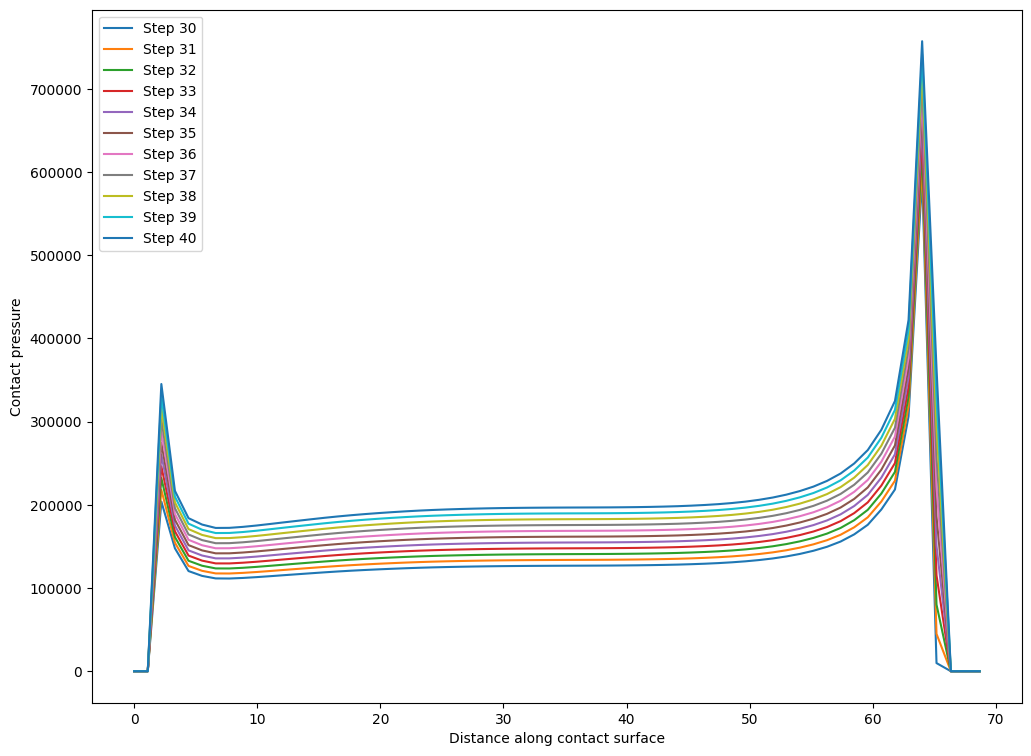 Step 30
Step 31
Step 32
Step 33
Step 34
Step 35
Step 36
Step 37
Step 38
Step 39
Step 40
Contact pressure
700000
600000
500000
400000
300000
200000
100000
0
0 10 20 30 40 50 60 70
Distance along contact surface